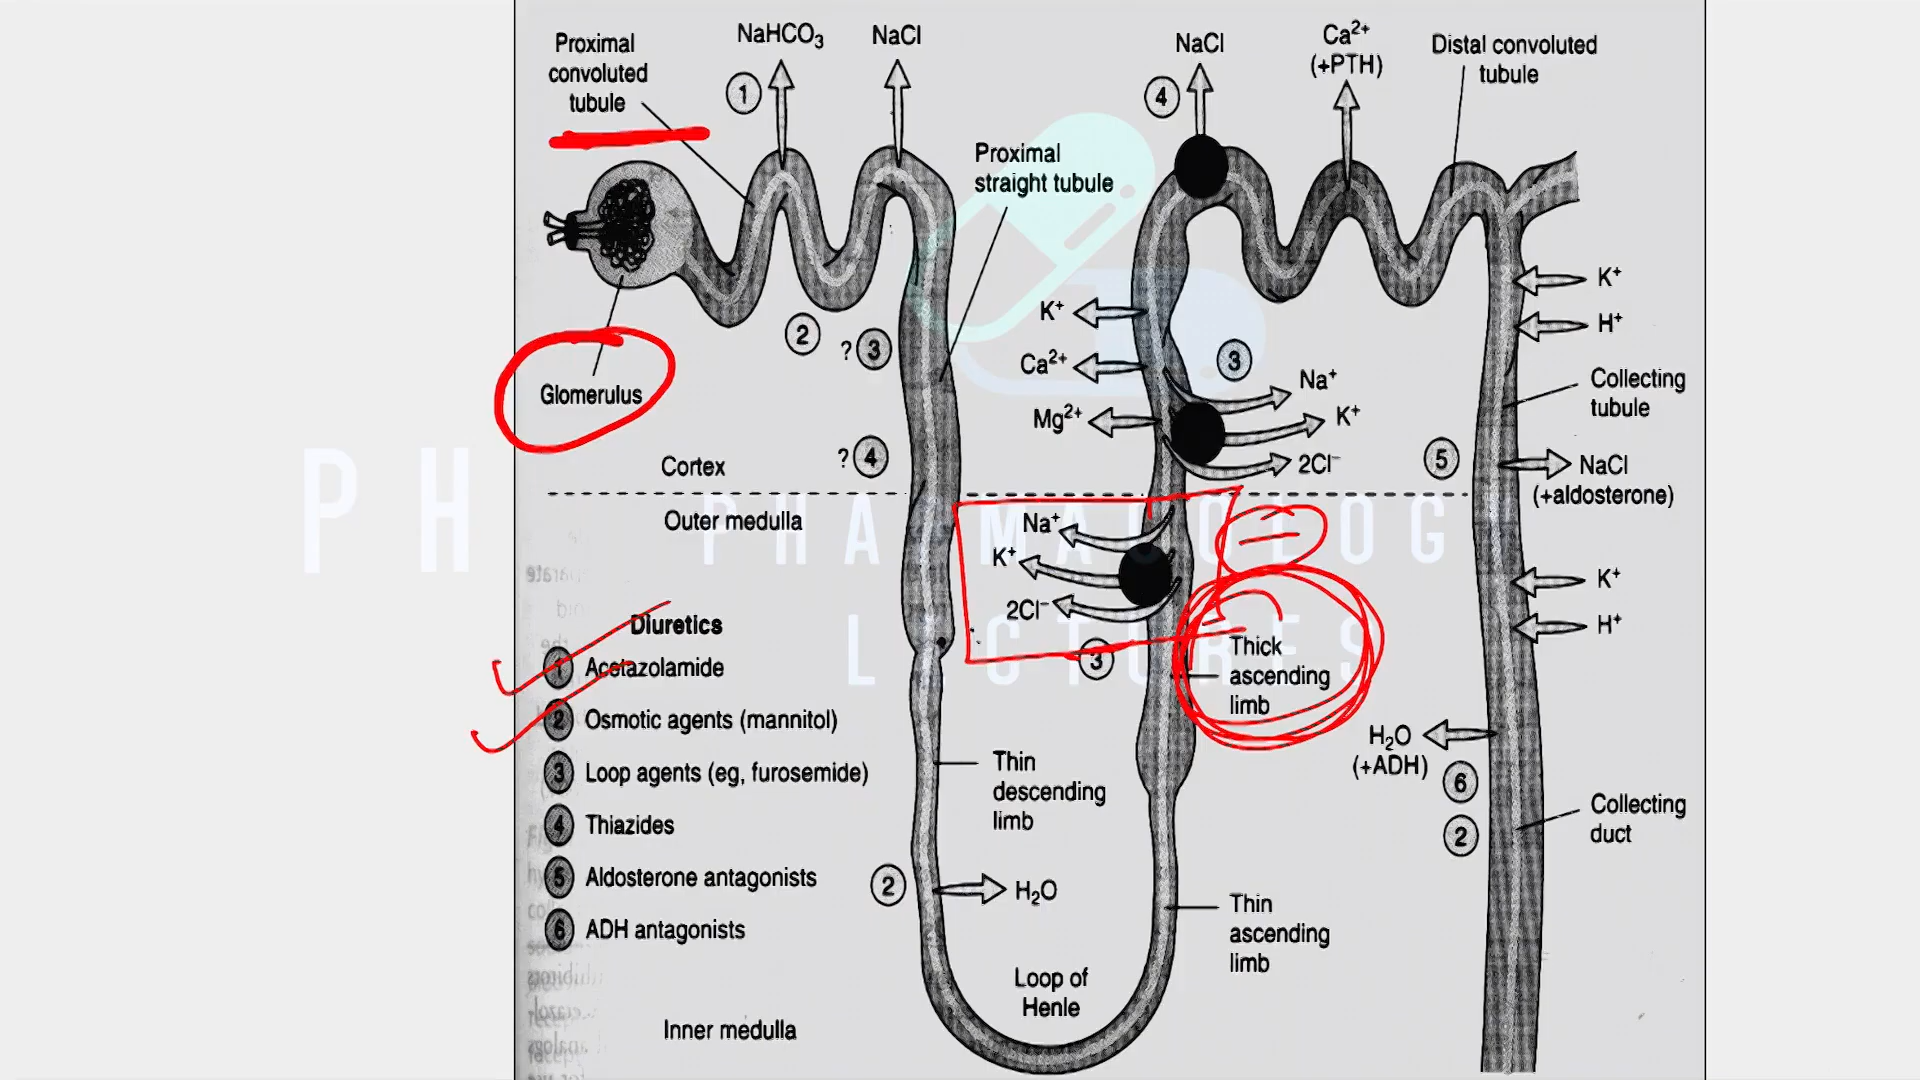 Proximal
convoluted
tubule
NaHCO₃
NaCl
1
NaCl
4
Ca²⁺
(+PTH)
Distal convoluted
tubule
Proximal
straight tubule
K⁺
H⁺
K⁺
Ca²⁺
Mg²⁺
3
Na⁺
K⁺
2Cl⁻
2
? 3
Glomerulus
Collecting
tubule
? 4
5
NaCl
(+aldosterone)
Cortex
Outer medulla
PH
PHARMACOLOG
LECTURES
Na⁺
K⁺
2Cl⁻
3
Thick
ascending
limb
K⁺
H⁺
Diuretics
1 Acetazolamide
2 Osmotic agents (mannitol)
3 Loop agents (eg, furosemide)
4 Thiazides
5 Aldosterone antagonists
6 ADH antagonists
Thin
descending
limb
H₂O
(+ADH)
6
2
Collecting
duct
2
H₂O
Thin
ascending
limb
Loop of
Henle
Inner medulla